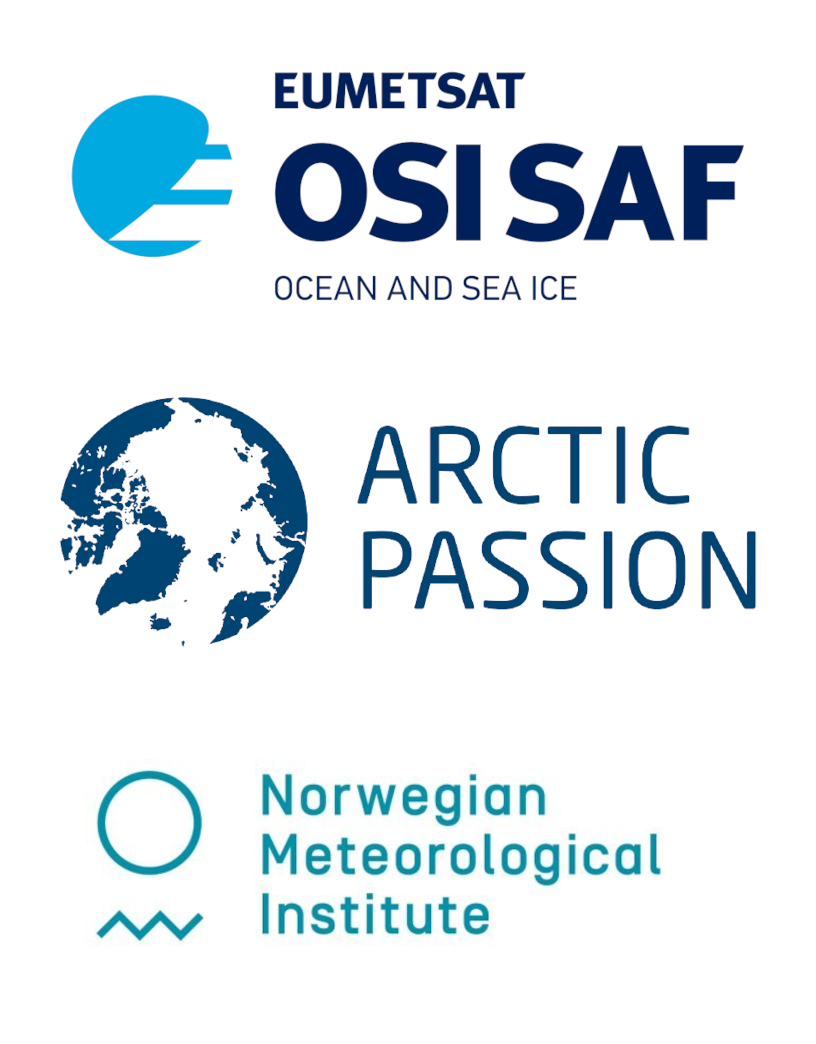 EUMETSAT
OSI SAF
OCEAN AND SEA ICE
ARCTIC
PASSION
Norwegian
Meteorological
Institute